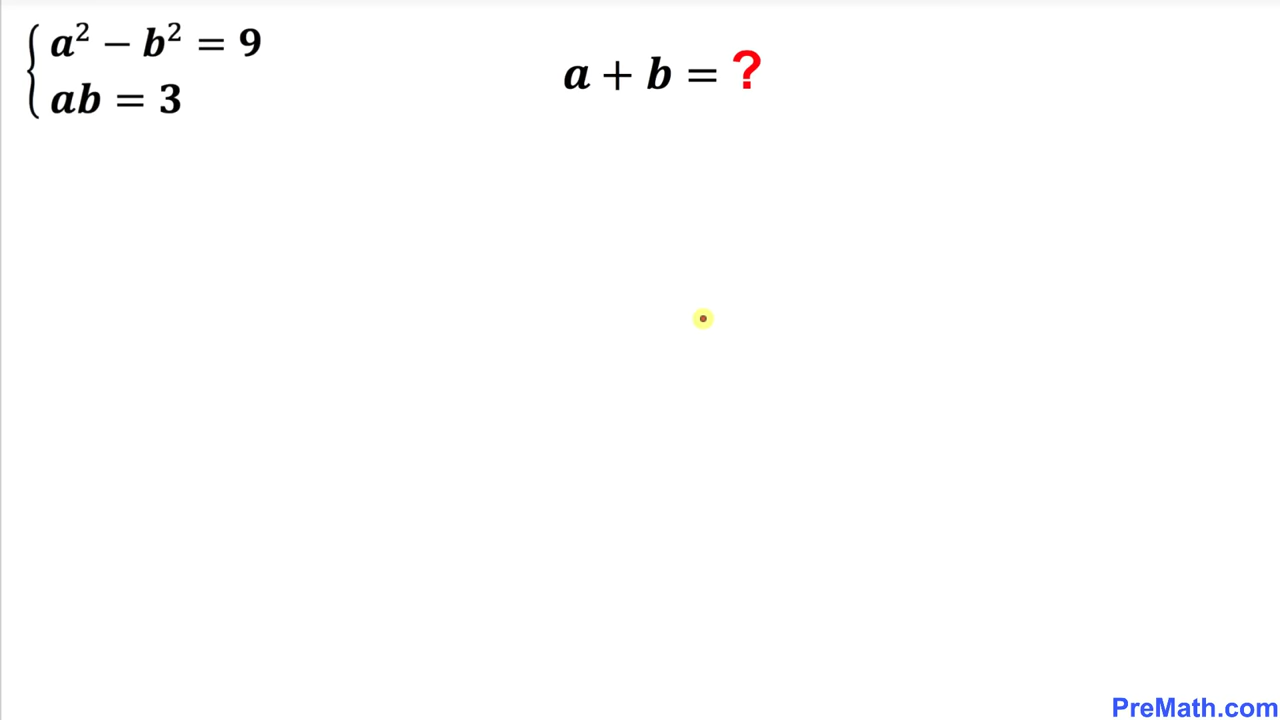 a² − b² = 9
ab = 3
a + b = ?
PreMath.com